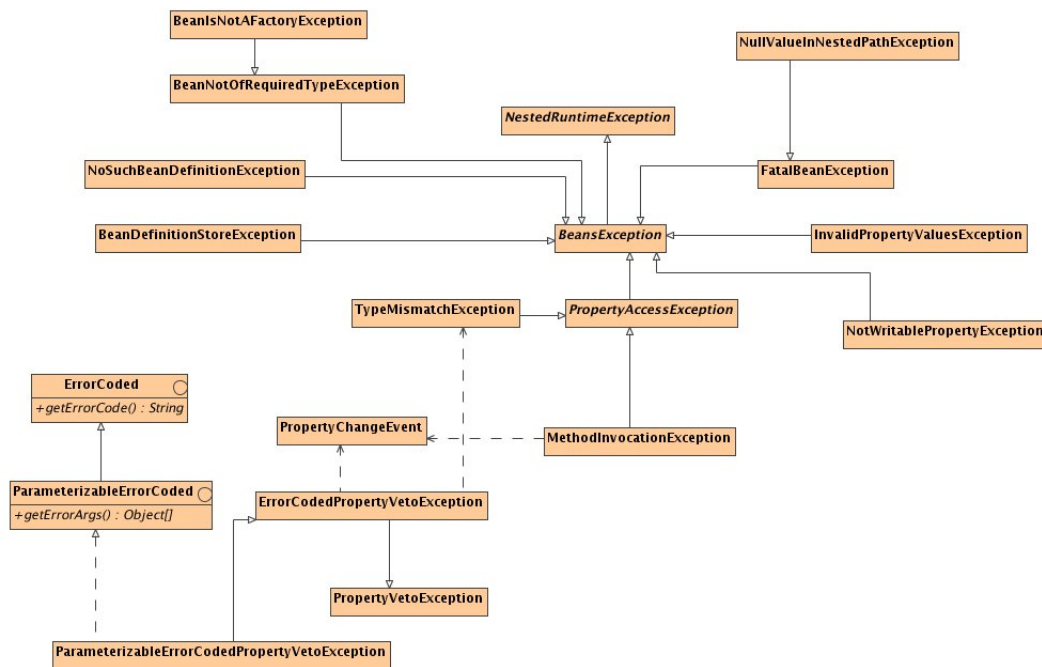 BeanIsNotAFactoryException
NullValueInNestedPathException
BeanNotOfRequiredTypeException
NestedRuntimeException
NoSuchBeanDefinitionException
FatalBeanException
BeanDefinitionStoreException
BeansException
InvalidPropertyValuesException
TypeMismatchException
PropertyAccessException
NotWritablePropertyException
ErrorCoded
+getErrorCode() : String
PropertyChangeEvent
MethodInvocationException
ParameterizableErrorCoded
+getErrorArgs() : Object[]
ErrorCodedPropertyVetoException
PropertyVetoException
ParameterizableErrorCodedPropertyVetoException